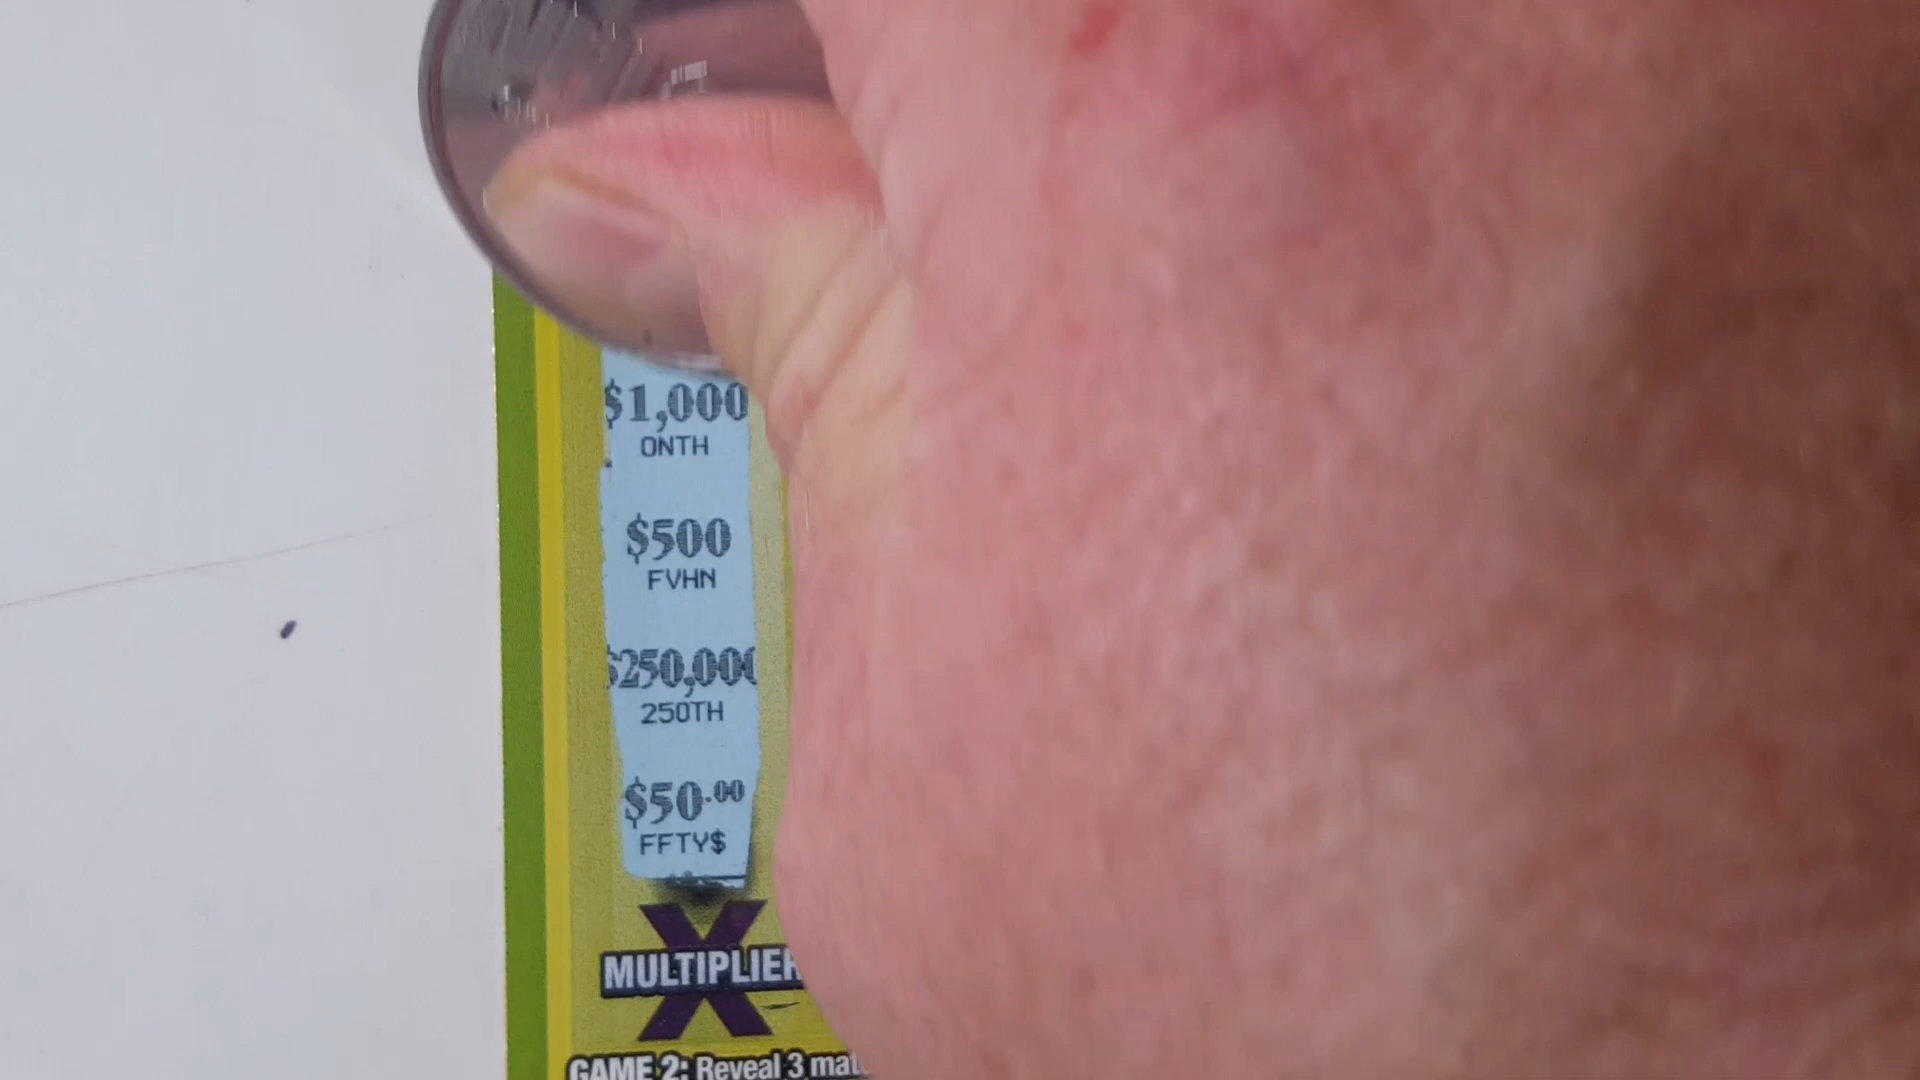 $1,000
ONTH
$500
FVHN
$250,000
250TH
$50.00
FFTY$
X
MULTIPLIER
GAME 2: Reveal 3